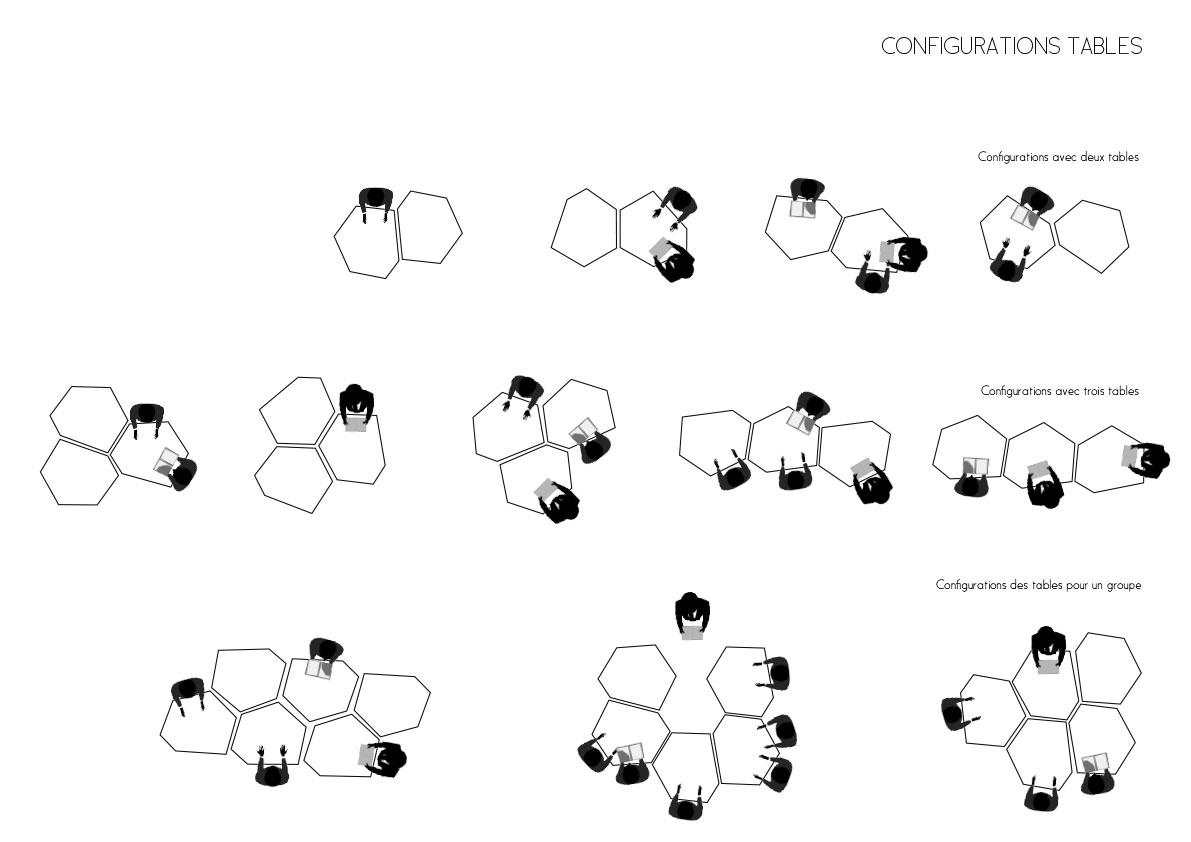 CONFIGURATIONS TABLES
Configurations avec deux tables
Configurations avec trois tables
Configurations des tables pour un groupe